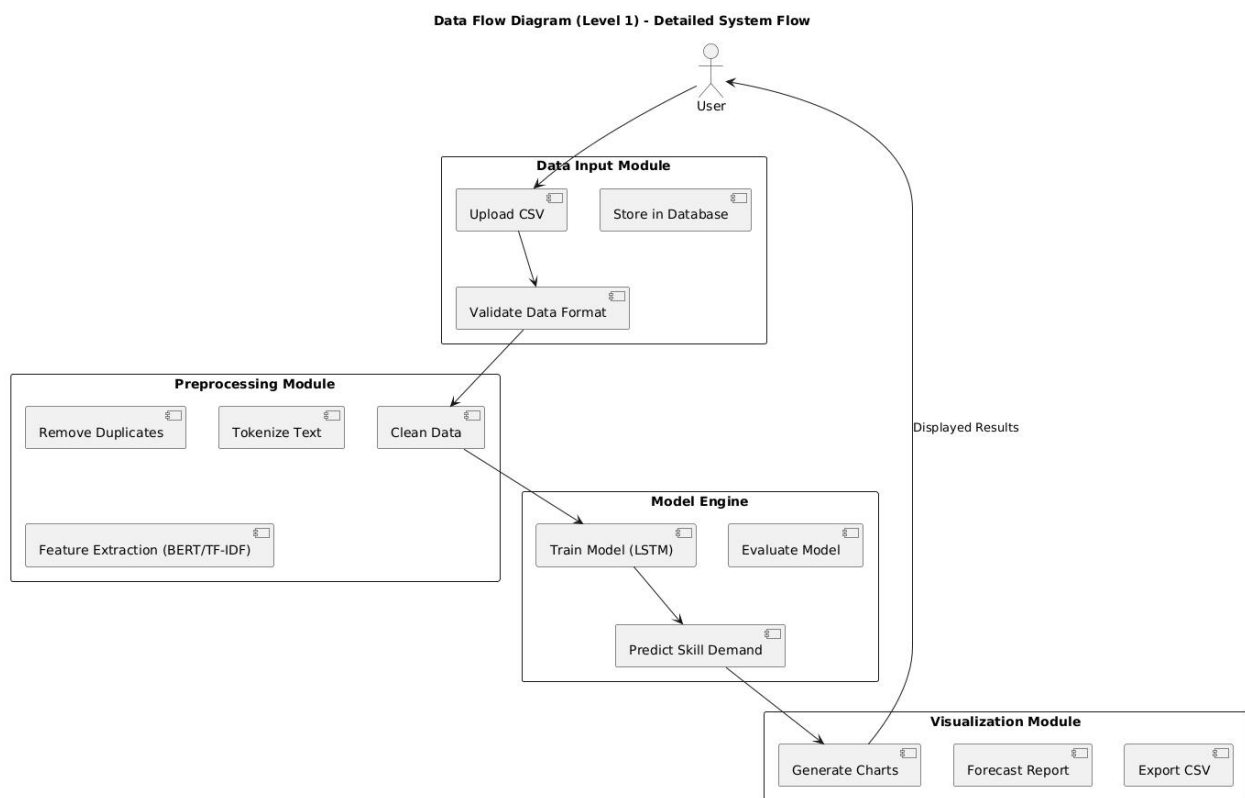 Data Flow Diagram (Level 1) - Detailed System Flow
User
Data Input Module
Upload CSV
Store in Database
Validate Data Format
Preprocessing Module
Remove Duplicates
Tokenize Text
Clean Data
Displayed Results
Feature Extraction (BERT/TF-IDF)
Model Engine
Train Model (LSTM)
Evaluate Model
Predict Skill Demand
Visualization Module
Generate Charts
Forecast Report
Export CSV